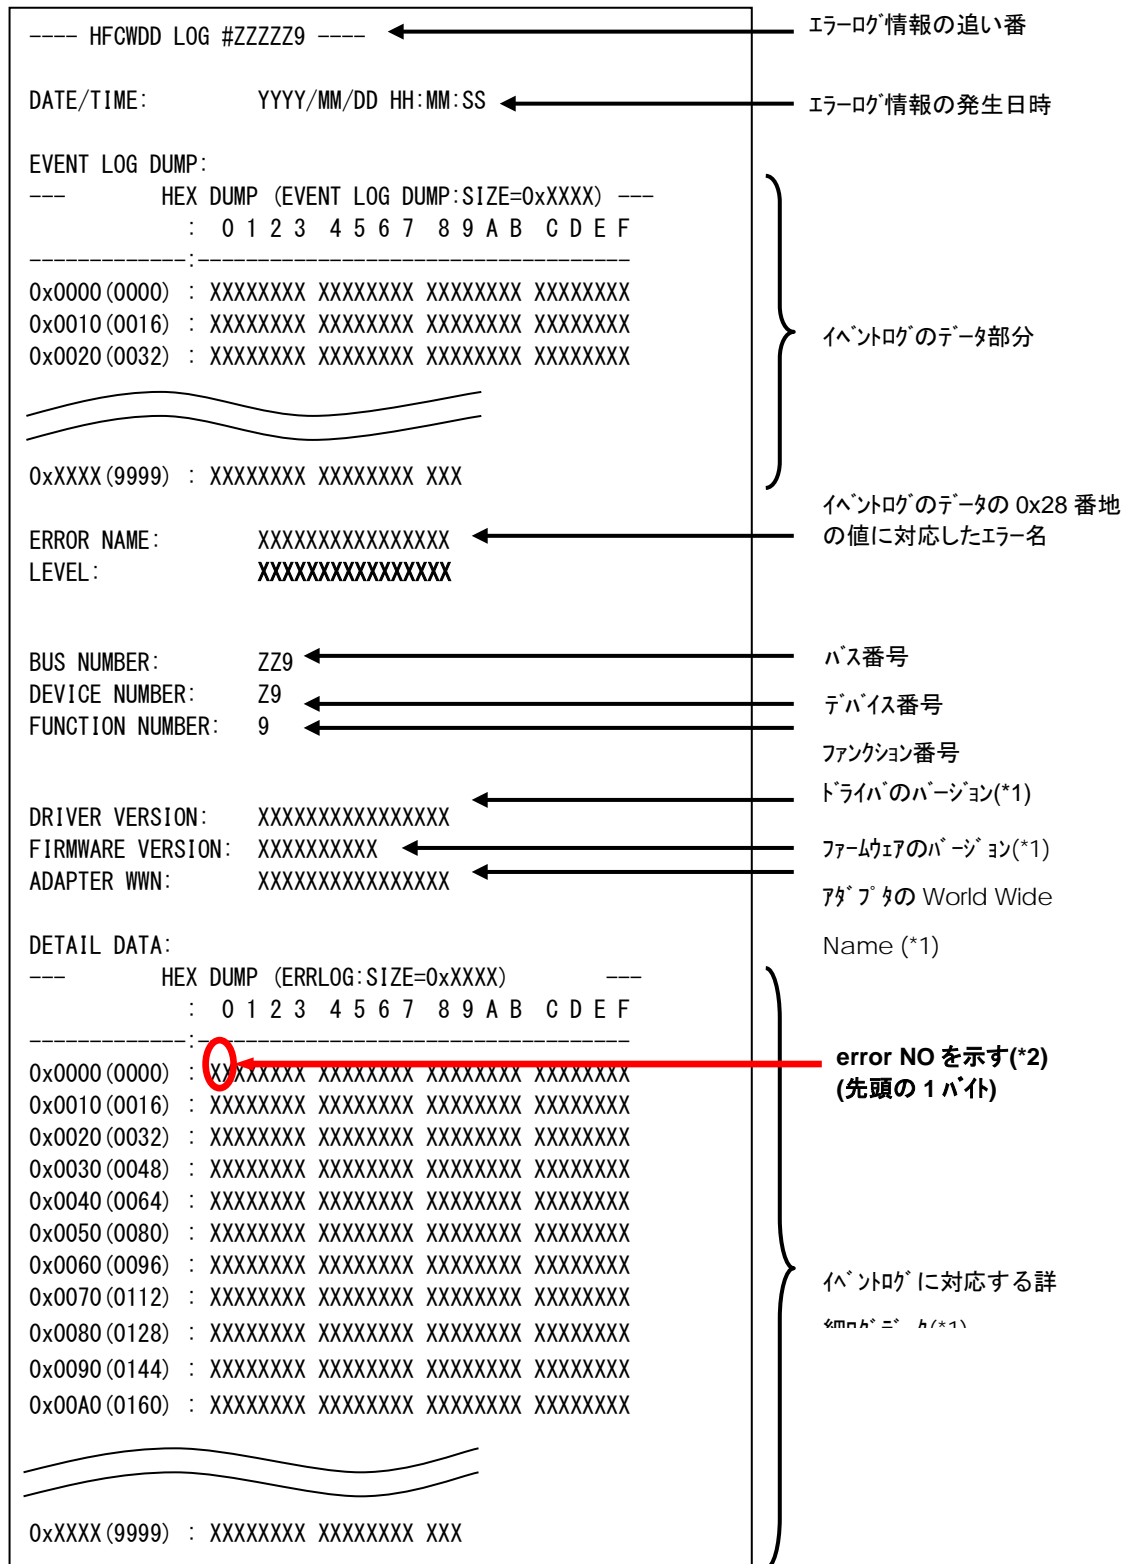 ---- HFCWDD LOG #ZZZZZ9 ---- エラーログ情報の追い番
DATE/TIME: YYYY/MM/DD HH:MM:SS エラーログ情報の発生日時
EVENT LOG DUMP:
--- HEX DUMP (EVENT LOG DUMP:SIZE=0xXXXX) ---
: 0 1 2 3 4 5 6 7 8 9 A B C D E F
-------------:------------------------------------
0x0000(0000) : XXXXXXXX XXXXXXXX XXXXXXXX XXXXXXXX
0x0010(0016) : XXXXXXXX XXXXXXXX XXXXXXXX XXXXXXXX
0x0020(0032) : XXXXXXXX XXXXXXXX XXXXXXXX XXXXXXXX
イベントログのデータ部分
0xXXXX(9999) : XXXXXXXX XXXXXXXX XXX
イベントログのデータの 0x28 番地
の値に対応したエラー名
ERROR NAME: XXXXXXXXXXXXXXXX
LEVEL: XXXXXXXXXXXXXXXX
BUS NUMBER: ZZ9 バス番号
DEVICE NUMBER: Z9 デバイス番号
FUNCTION NUMBER: 9 ファンクション番号
DRIVER VERSION: XXXXXXXXXXXXXXXX ドライバのバージョン(*1)
FIRMWARE VERSION: XXXXXXXXXX ファームウェアのバージョン(*1)
ADAPTER WWN: XXXXXXXXXXXXXXXX アダプタの World Wide
Name (*1)
DETAIL DATA:
--- HEX DUMP (ERRLOG:SIZE=0xXXXX) ---
: 0 1 2 3 4 5 6 7 8 9 A B C D E F
-------------:------------------------------------
error NO を示す(*2)
(先頭の 1 バイト)
0x0000(0000) : XXXXXXXX XXXXXXXX XXXXXXXX XXXXXXXX
0x0010(0016) : XXXXXXXX XXXXXXXX XXXXXXXX XXXXXXXX
0x0020(0032) : XXXXXXXX XXXXXXXX XXXXXXXX XXXXXXXX
0x0030(0048) : XXXXXXXX XXXXXXXX XXXXXXXX XXXXXXXX
0x0040(0064) : XXXXXXXX XXXXXXXX XXXXXXXX XXXXXXXX
0x0050(0080) : XXXXXXXX XXXXXXXX XXXXXXXX XXXXXXXX
0x0060(0096) : XXXXXXXX XXXXXXXX XXXXXXXX XXXXXXXX
0x0070(0112) : XXXXXXXX XXXXXXXX XXXXXXXX XXXXXXXX
0x0080(0128) : XXXXXXXX XXXXXXXX XXXXXXXX XXXXXXXX
0x0090(0144) : XXXXXXXX XXXXXXXX XXXXXXXX XXXXXXXX
0x00A0(0160) : XXXXXXXX XXXXXXXX XXXXXXXX XXXXXXXX
イベントログに対応する詳
細ログデータ(*1)
0xXXXX(9999) : XXXXXXXX XXXXXXXX XXX